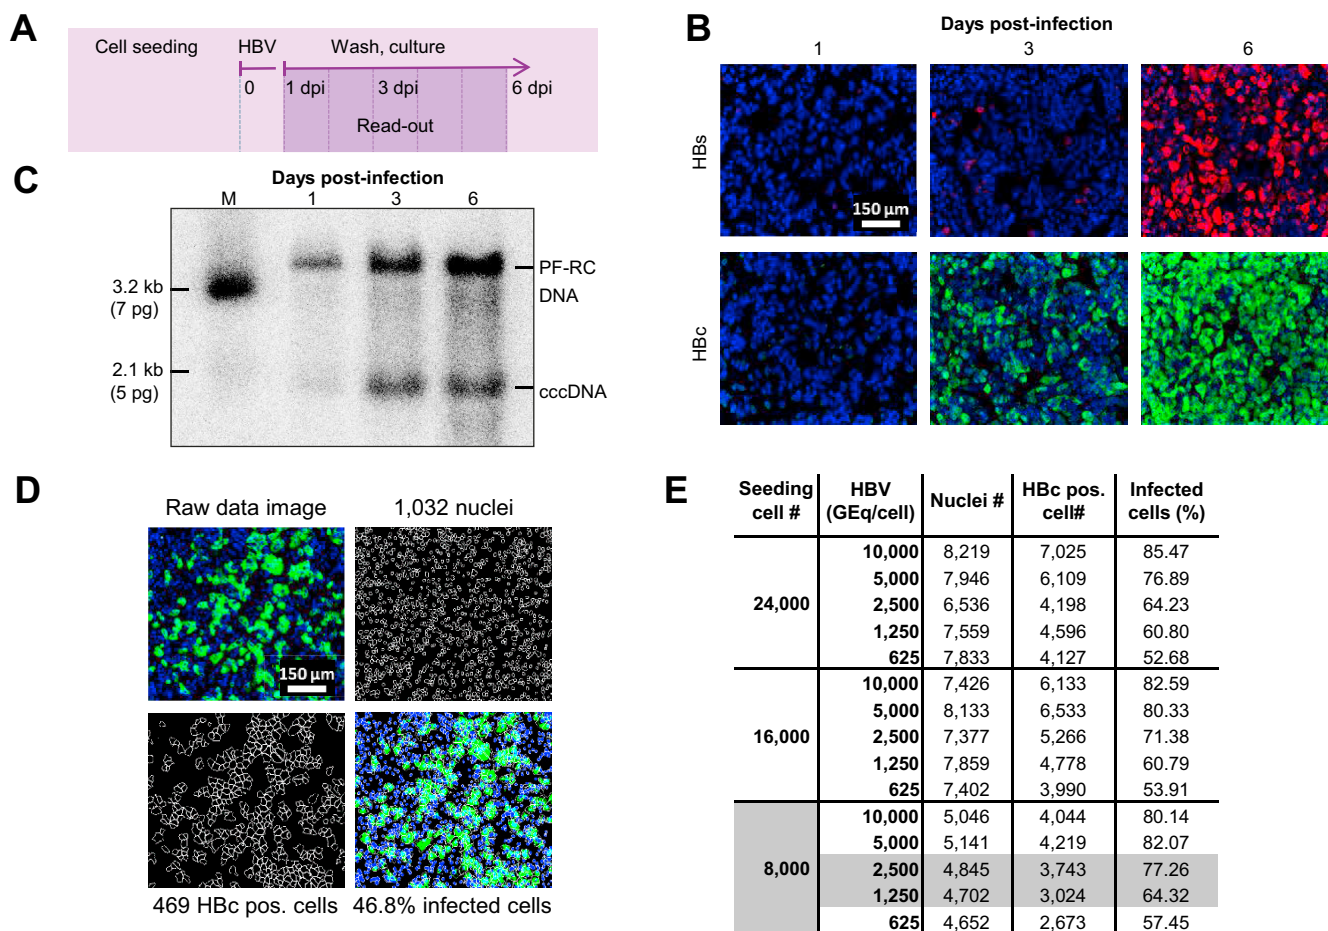 A
Cell seeding HBV Wash, culture
0 1 dpi 3 dpi 6 dpi
Read-out
B
Days post-infection
1 3 6
HBs
150 µm
HBc
C
Days post-infection
M 1 3 6
PF-RC
DNA
3.2 kb
(7 pg)
2.1 kb
(5 pg)
cccDNA
D
Raw data image 1,032 nuclei
150 µm
469 HBc pos. cells 46.8% infected cells
E
Seeding HBV Nuclei # HBc pos. Infected
cell # (GEq/cell) cell# cells (%)
10,000 8,219 7,025 85.47
5,000 7,946 6,109 76.89
24,000 2,500 6,536 4,198 64.23
1,250 7,559 4,596 60.80
625 7,833 4,127 52.68
10,000 7,426 6,133 82.59
5,000 8,133 6,533 80.33
16,000 2,500 7,377 5,266 71.38
1,250 7,859 4,778 60.79
625 7,402 3,990 53.91
10,000 5,046 4,044 80.14
5,000 5,141 4,219 82.07
8,000 2,500 4,845 3,743 77.26
1,250 4,702 3,024 64.32
625 4,652 2,673 57.45